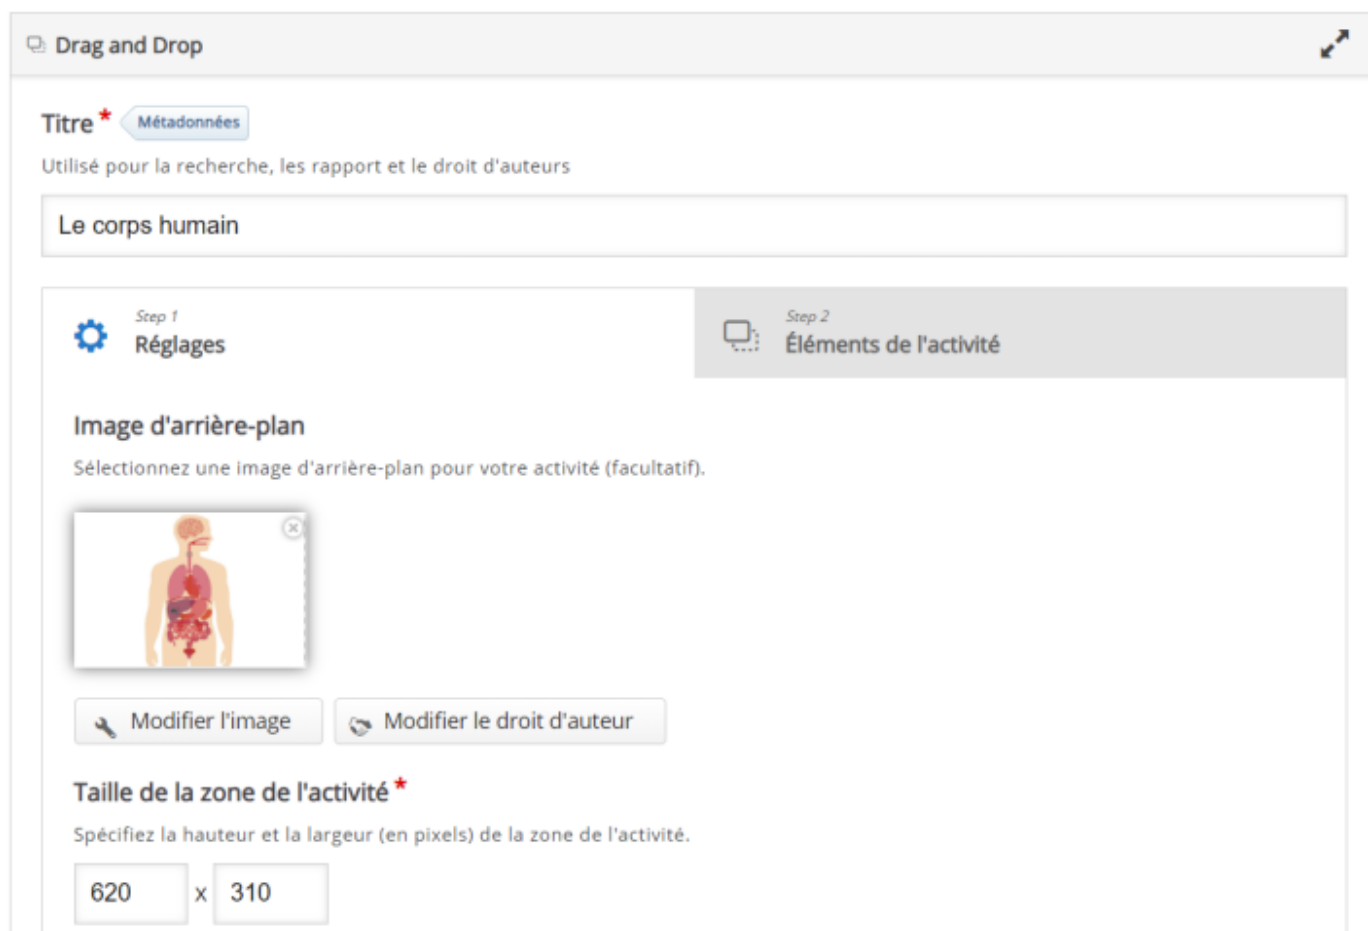 Drag and Drop
Titre * Métadonnées
Utilisé pour la recherche, les rapport et le droit d'auteurs
Le corps humain
Step 1
Réglages
Step 2
Éléments de l'activité
Image d'arrière-plan
Sélectionnez une image d'arrière-plan pour votre activité (facultatif).
Modifier l'image
Modifier le droit d'auteur
Taille de la zone de l'activité *
Spécifiez la hauteur et la largeur (en pixels) de la zone de l'activité.
620 x 310